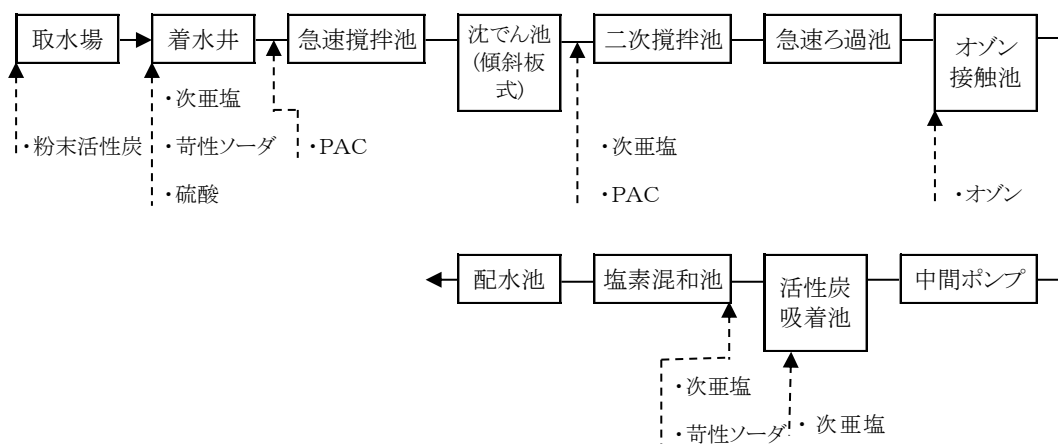 取水場
着水井
急速撹拌池
沈でん池
(傾斜板
式)
二次撹拌池
急速ろ過池
オゾン
接触池
・粉末活性炭
・次亜塩
・苛性ソーダ
・硫酸
・PAC
・次亜塩
・PAC
・オゾン
配水池
塩素混和池
活性炭
吸着池
中間ポンプ
・次亜塩
・苛性ソーダ
・次亜塩